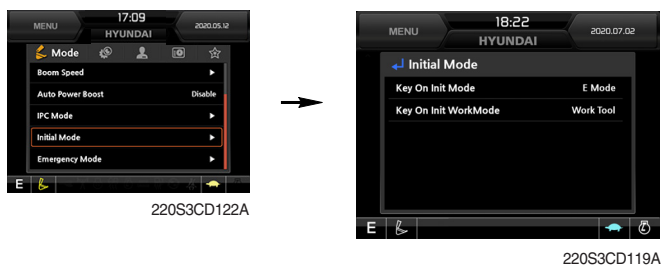 MENU
17:09
HYUNDAI
2020.05.12
Mode
Boom Speed
Auto Power Boost Disable
IPC Mode
Initial Mode
Emergency Mode
E
220S3CD122A
MENU
18:22
HYUNDAI
2020.07.02
Initial Mode
Key On Init Mode E Mode
Key On Init WorkMode Work Tool
E
220S3CD119A